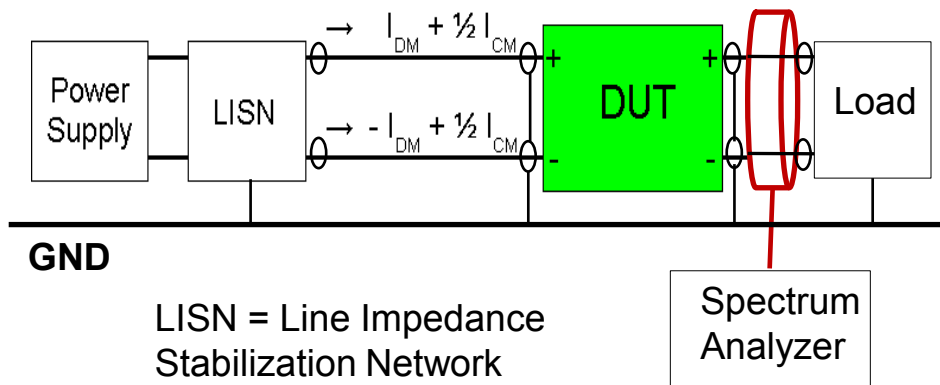 → I_DM + ½ I_CM
Power
Supply
LISN
→ - I_DM + ½ I_CM
+
-
DUT
+
-
Load
GND
LISN = Line Impedance
Stabilization Network
Spectrum
Analyzer